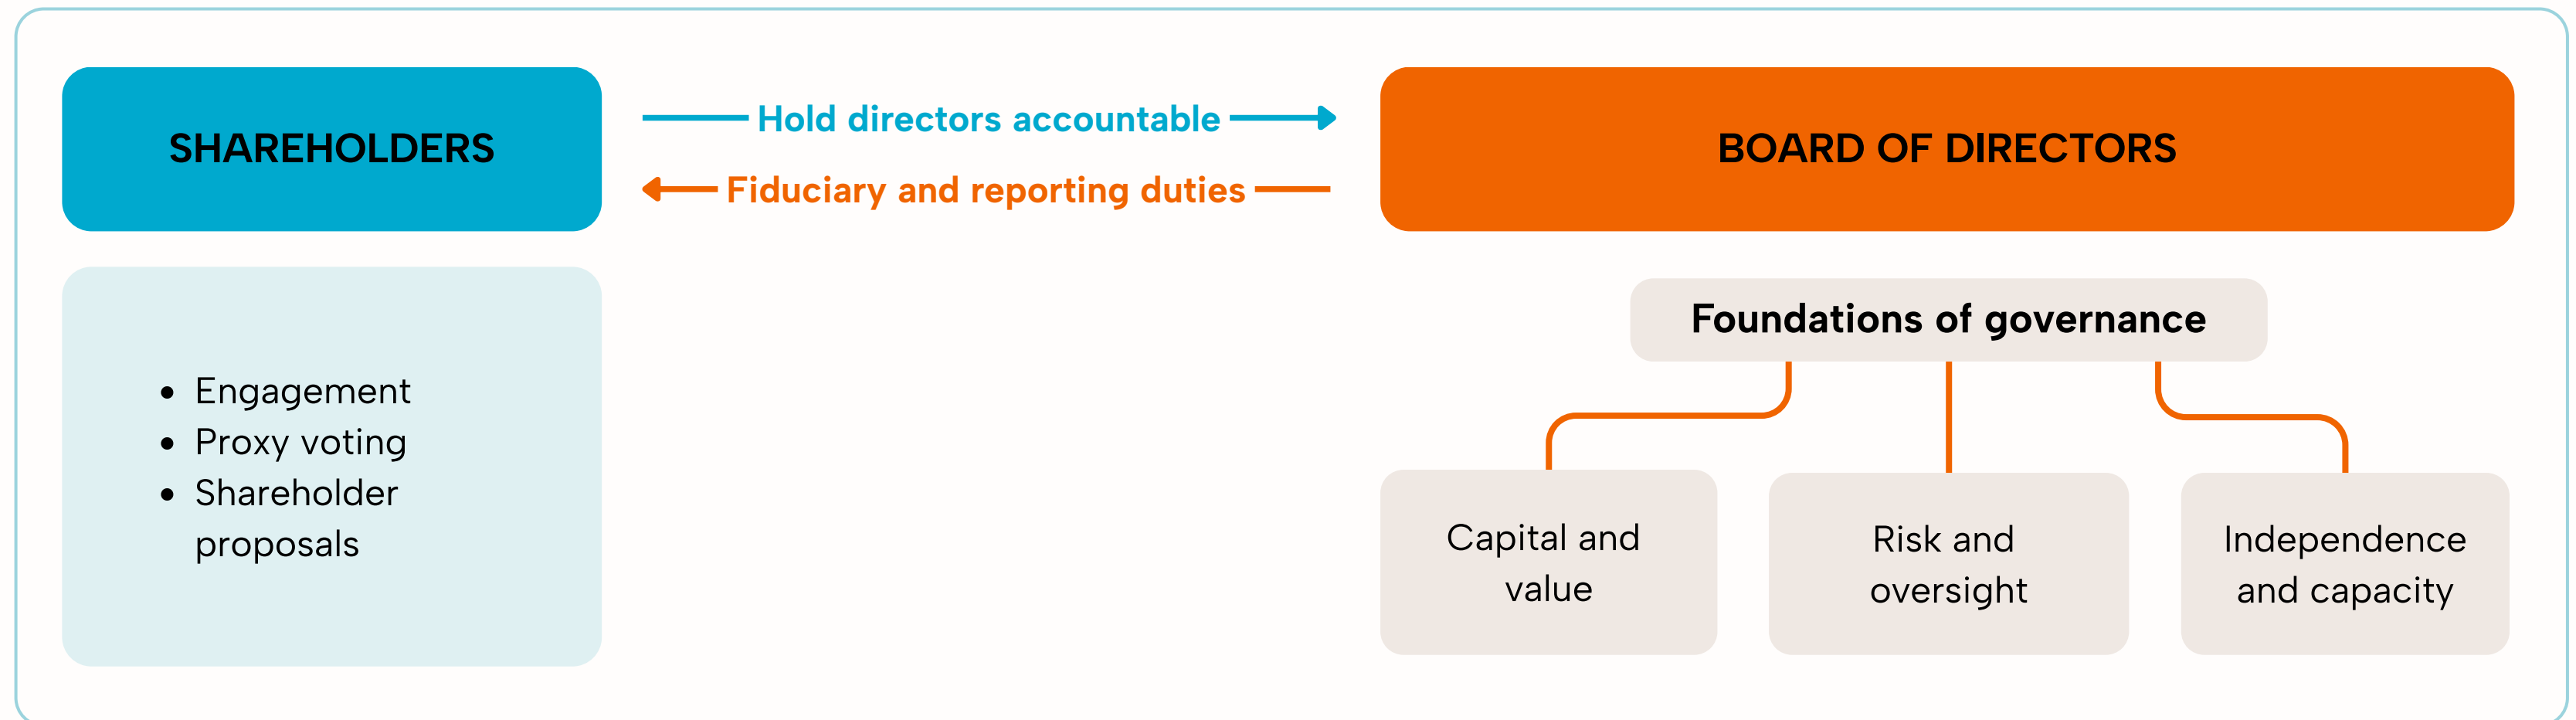 SHAREHOLDERS
Hold directors accountable
Fiduciary and reporting duties
BOARD OF DIRECTORS
• Engagement
• Proxy voting
• Shareholder
proposals
Foundations of governance
Capital and
value
Risk and
oversight
Independence
and capacity